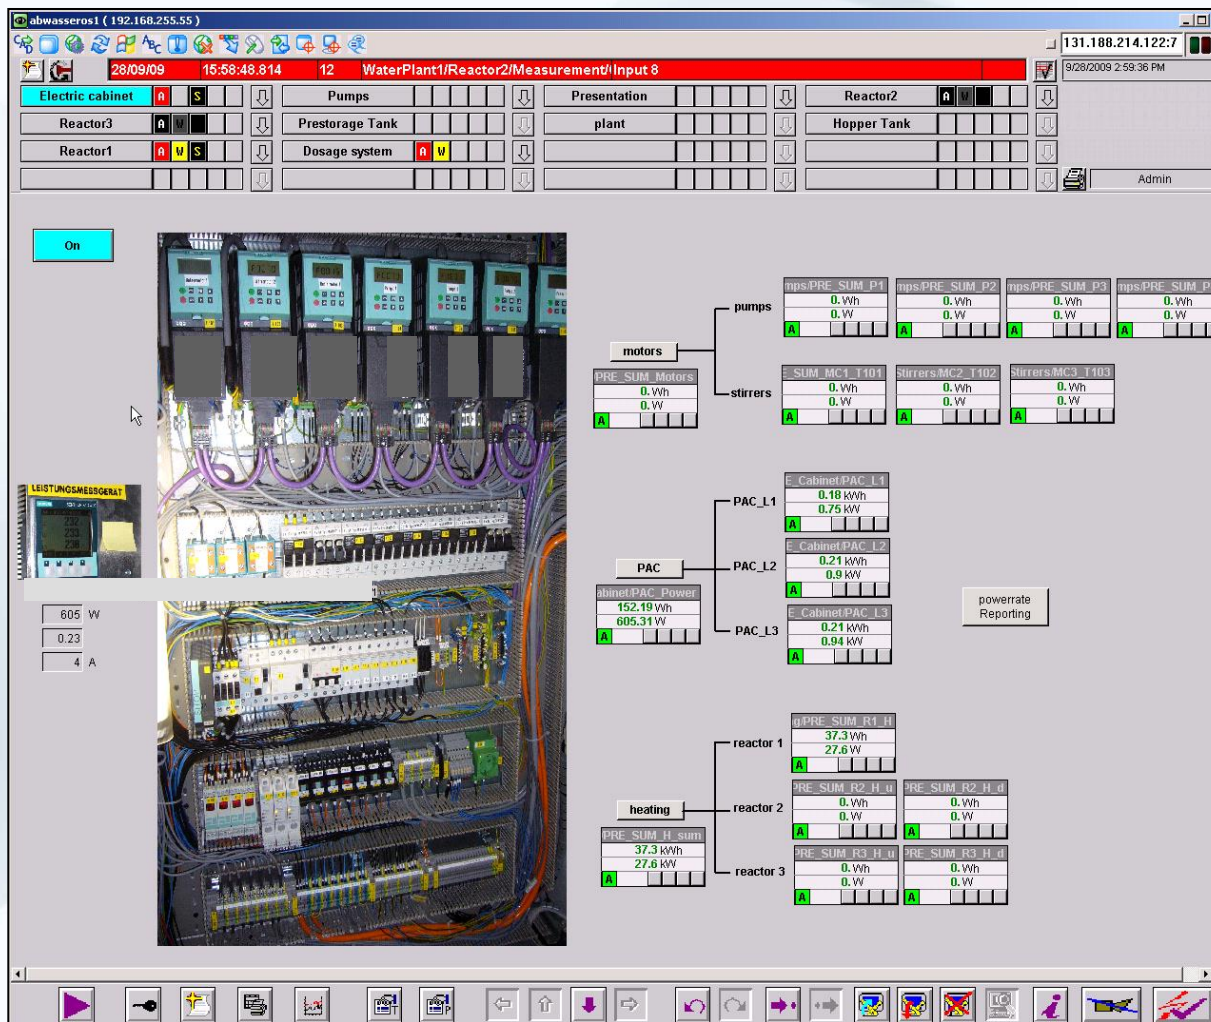 abwasseros1 ( 192.168.255.55 )
131.188.214.122:7
28/09/09 15:58:48.814 12 WaterPlant1/Reactor2/Measurement/( Input 8
9/28/2009 2:59:36 PM
Electric cabinet A S Pumps Presentation Reactor2 A W
Reactor3 A W Prestorage Tank plant Hopper Tank
Reactor1 A W S Dosage system A W
Admin
On
mps/PRE_SUM_P1 mps/PRE_SUM_P2 mps/PRE_SUM_P3 mps/PRE_SUM_P
pumps 0. Wh 0. Wh 0. Wh 0. Wh
0. W 0. W 0. W 0. W
A A A A
motors
/PRE_SUM_Motors
0. Wh
0. W
A
E_SUM_MC1_T101 Stirrers/MC2_T102 Stirrers/MC3_T103
stirrers 0. Wh 0. Wh 0. Wh
0. W 0. W 0. W
A A A
LEISTUNGSMESSGERÄT
232
233
236
605 W
0.23
4 A
E_Cabinet/PAC_L1
PAC_L1 0.18 kWh
0.75 kW
A
E_Cabinet/PAC_L2
PAC_L2 0.21 kWh
0.9 kW
A
PAC
abinet/PAC_Power
152.19 Wh
605.31 W
A
E_Cabinet/PAC_L3
PAC_L3 0.21 kWh
0.94 kW
A
powerrate
Reporting
g/PRE_SUM_R1_H
reactor 1 37.3 Wh
27.6 W
A
PRE_SUM_R2_H_u PRE_SUM_R2_H_d
reactor 2 0. Wh 0. Wh
0. W 0. W
A A
heating
PRE_SUM_H_sum
37.3 kWh
27.6 kW
A
PRE_SUM_R3_H_u PRE_SUM_R3_H_d
reactor 3 0. Wh 0. Wh
0. W 0. W
A A